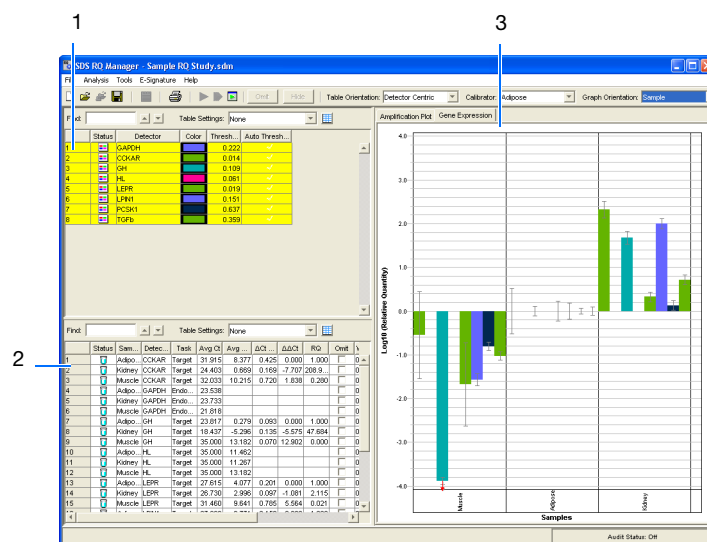 1
3
SDS RQ Manager - Sample RQ Study.sdm
Analysis Tools E-Signature Help
Omit Hide Table Orientation: Detector Centric Calibrator: Adipose Graph Orientation: Sample
Find: Table Settings: None
Amplification Plot Gene Expression
Status Detector Color Thresh... Auto Thresh...
1 GAPDH 0.222
2 CCKAR 0.014
3 GH 0.109
4 HL 0.061
5 LEPR 0.019
6 LPIN1 0.151
7 PCSK1 0.637
8 TGFb 0.359
Find: Table Settings: None
2
Status Sam... Detec... Task Avg Ct Avg ... ΔCt ... ΔΔCt RQ Omit
1 Adipo... CCKAR Target 31.915 8.377 0.425 0.000 1.000
2 Kidney CCKAR Target 24.403 0.669 0.169 -7.707 208.9...
3 Muscle CCKAR Target 32.033 10.215 0.720 1.838 0.280
4 Adipo... GAPDH Endo... 23.538
5 Kidney GAPDH Endo... 23.733
6 Muscle GAPDH Endo... 21.818
7 Adipo... GH Target 23.817 0.279 0.093 0.000 1.000
8 Kidney GH Target 18.437 -5.296 0.135 -5.575 47.684
9 Muscle GH Target 35.000 13.182 0.070 12.902 0.000
10 Adipo... HL Target 35.000 11.462
11 Kidney HL Target 35.000 11.267
12 Muscle HL Target 35.000 13.182
13 Adipo... LEPR Target 27.615 4.077 0.201 0.000 1.000
14 Kidney LEPR Target 26.730 2.996 0.097 -1.081 2.115
15 Muscle LEPR Target 31.460 9.641 0.785 5.564 0.021
4.0
3.0
2.0
1.0
0.0
-1.0
-2.0
-3.0
-4.0
Log10 (Relative Quantity)
Muscle
Adipose
Kidney
Samples
Audit Status: Off